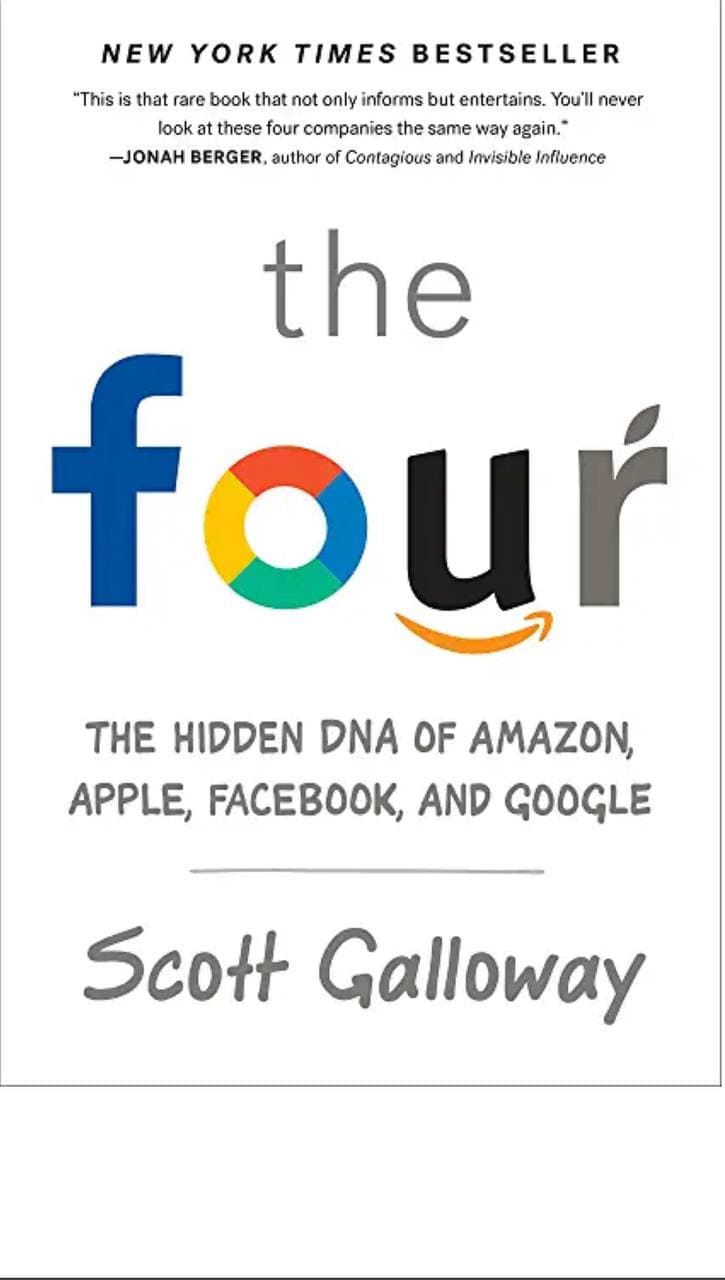 NEW YORK TIMES BESTSELLER
“This is that rare book that not only informs but entertains. You’ll never
look at these four companies the same way again.”
—JONAH BERGER, author of Contagious and Invisible Influence
the
four
THE HIDDEN DNA OF AMAZON,
APPLE, FACEBOOK, AND GOOGLE
Scott Galloway